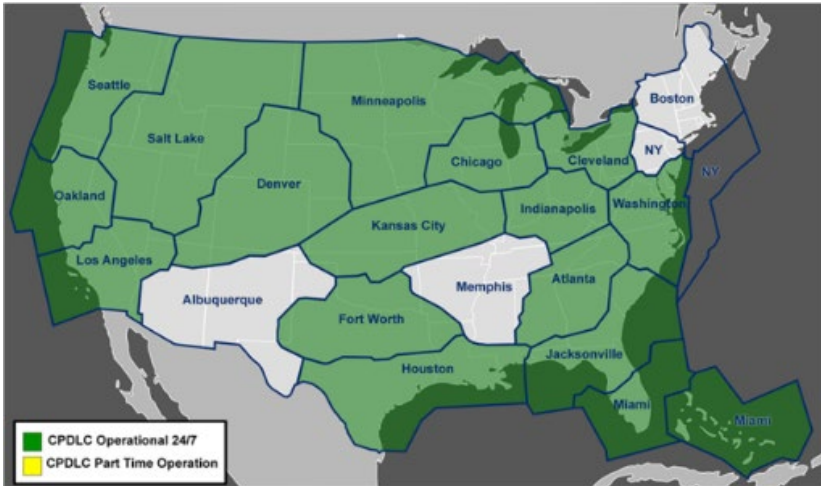 Seattle
Minneapolis
Boston
Salt Lake
Chicago
Cleveland
NY
NY
Denver
Oakland
Indianapolis
Washington
Kansas City
Los Angeles
Albuquerque
Memphis
Atlanta
Fort Worth
Houston
Jacksonville
Miami
Miami
CPDLC Operational 24/7
CPDLC Part Time Operation